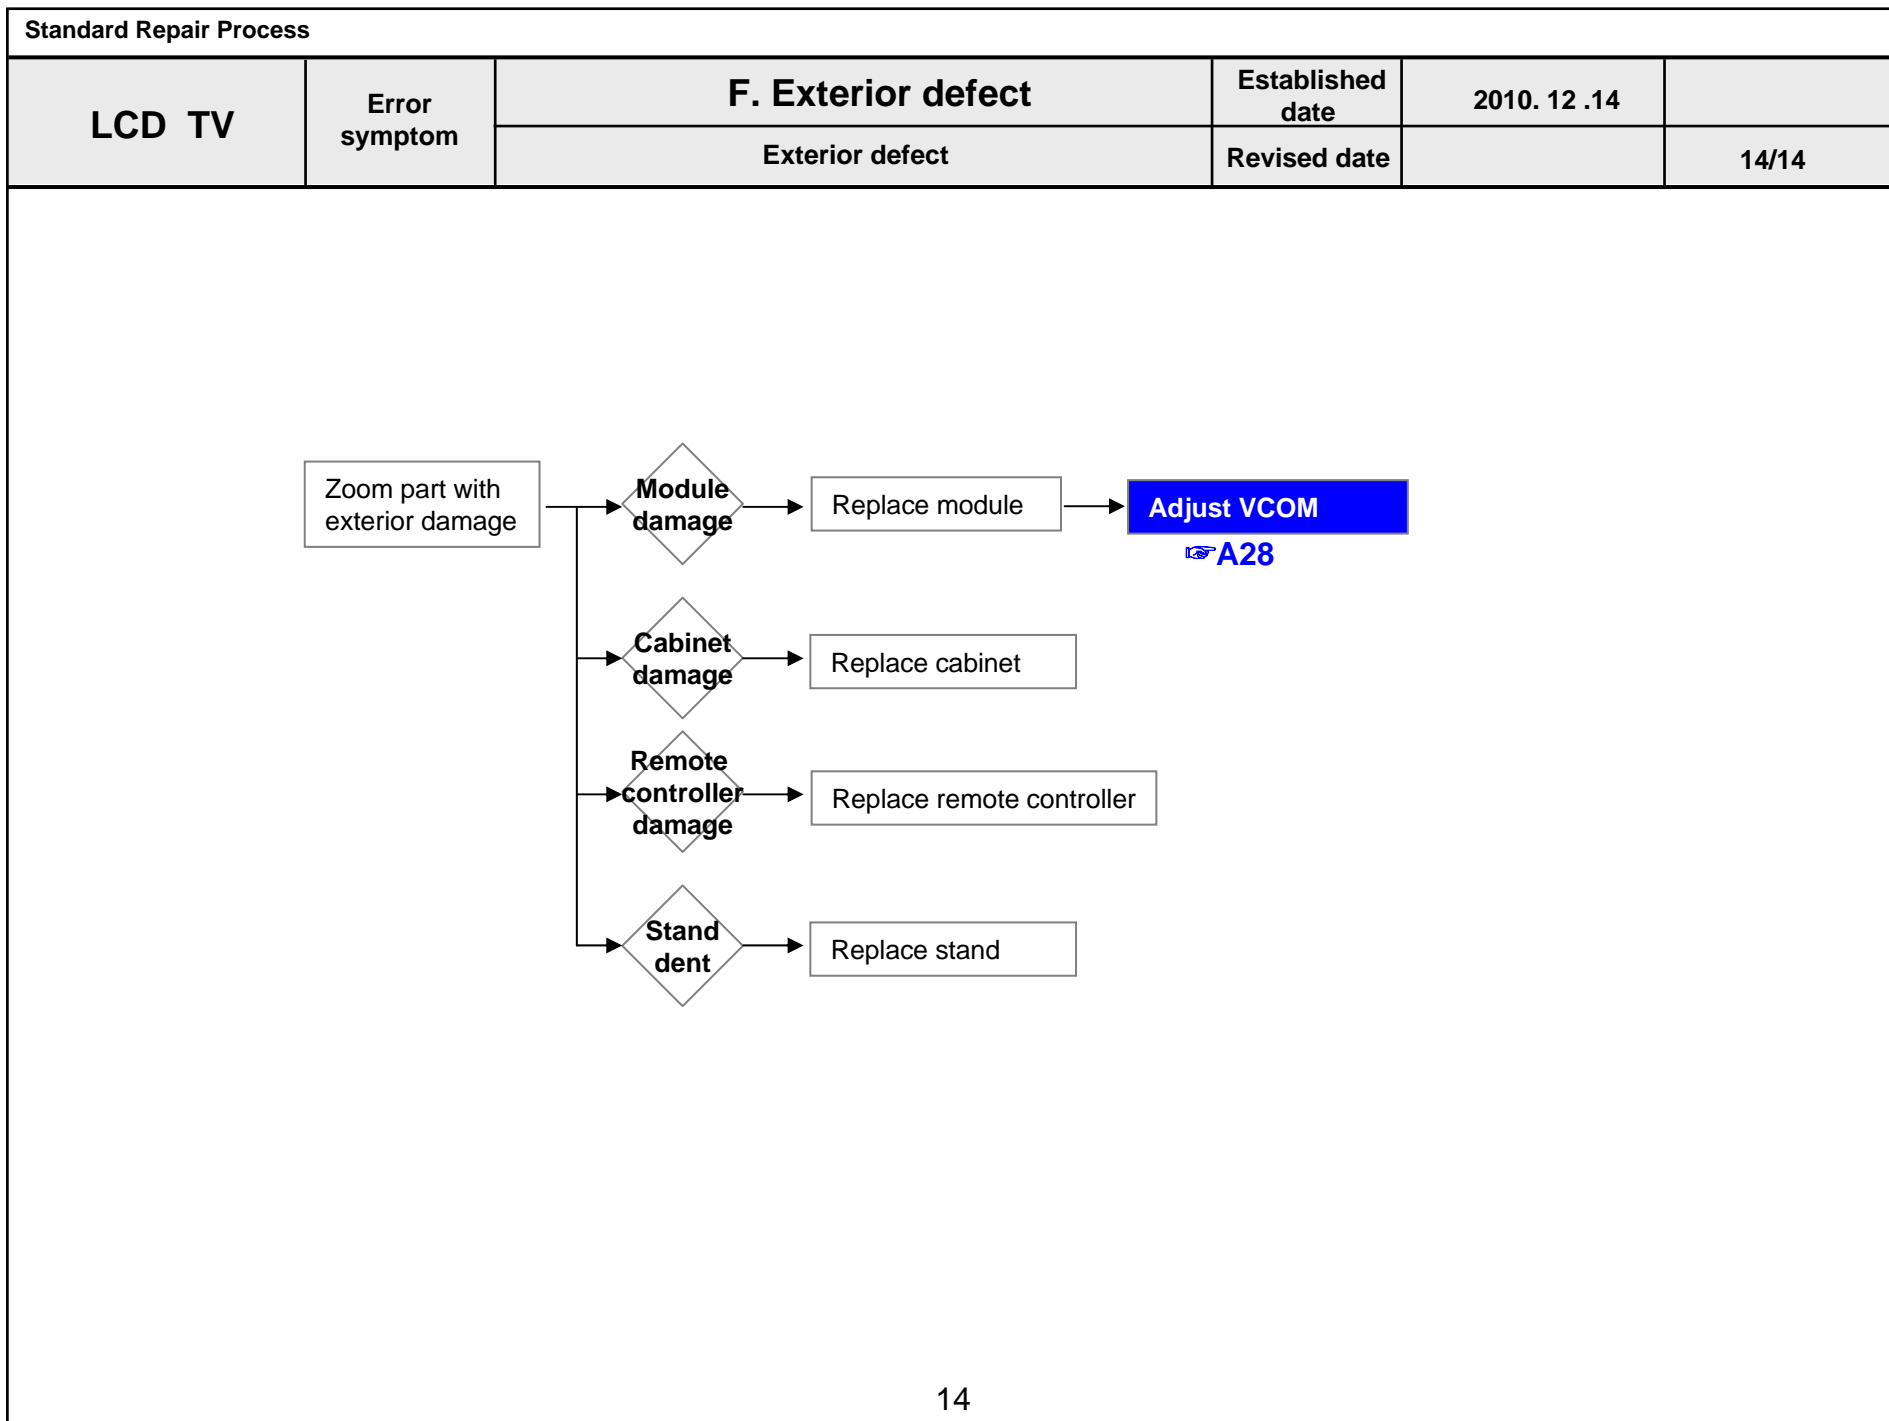 Standard Repair Process
LCD TV
Error
symptom
F. Exterior defect
Established
date
2010. 12 .14
Exterior defect
Revised date
14/14
Zoom part with
exterior damage
Module
damage
Replace module
Adjust VCOM
☞A28
Cabinet
damage
Replace cabinet
Remote
controller
damage
Replace remote controller
Stand
dent
Replace stand
14